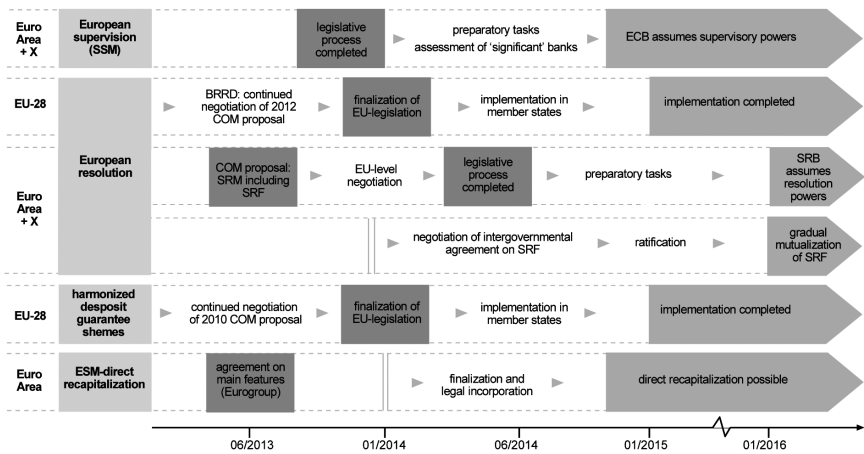 Euro
Area
+ X
European
supervision
(SSM)
legislative
process
completed
preparatory tasks
assessment of ‘significant’ banks
ECB assumes supervisory powers
EU-28
European
resolution
BRRD: continued
negotiation of 2012
COM proposal
finalization of
EU-legislation
implementation in
member states
implementation completed
Euro
Area
+ X
COM proposal:
SRM including
SRF
EU-level
negotiation
legislative
process
completed
preparatory tasks
SRB
assumes
resolution
powers
negotiation of intergovernmental
agreement on SRF
ratification
gradual
mutualization
of SRF
EU-28
harmonized
desposit
guarantee
shemes
continued negotiation
of 2010 COM proposal
finalization of
EU-legislation
implementation in
member states
implementation completed
Euro
Area
ESM-direct
recapitalization
agreement on
main features
(Eurogroup)
finalization and
legal incorporation
direct recapitalization possible
06/2013
01/2014
06/2014
01/2015
01/2016